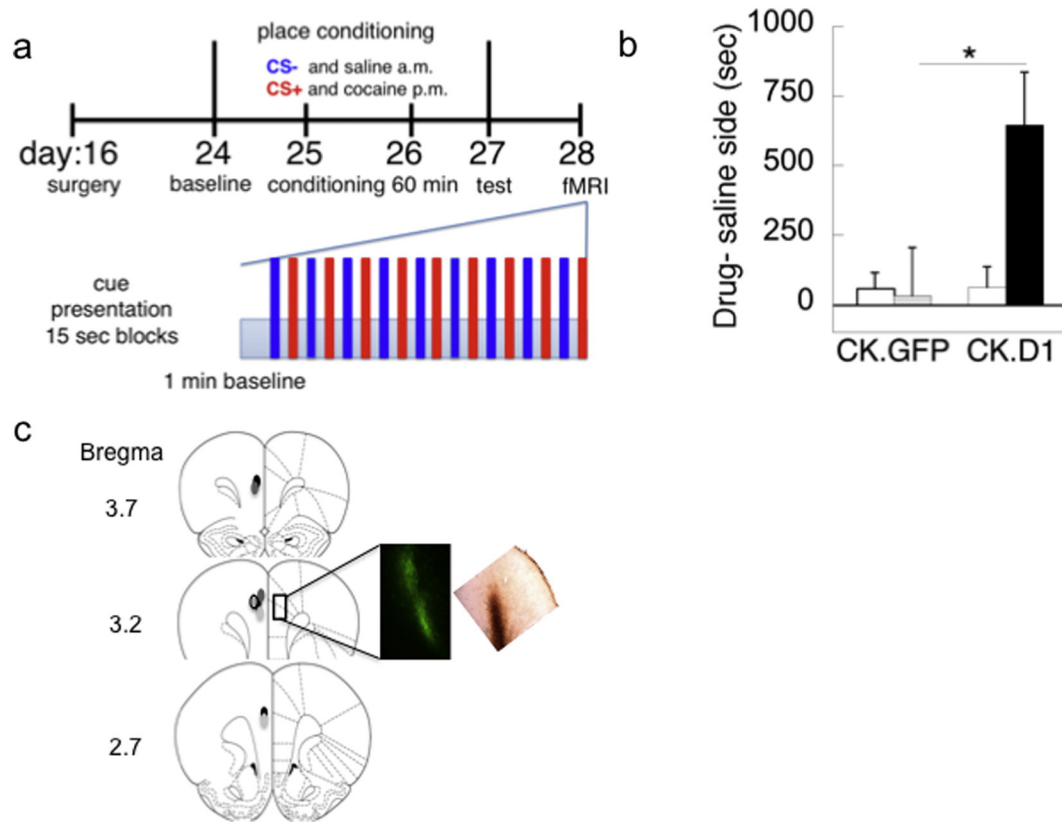 a
place conditioning
CS- and saline a.m.
CS+ and cocaine p.m.
day:16 24 25 26 27 28
surgery baseline conditioning 60 min test fMRI
cue
presentation
15 sec blocks
1 min baseline
b
Drug- saline side (sec)
1000
750
500
250
0
*
CK.GFP CK.D1
c
Bregma
3.7
3.2
2.7